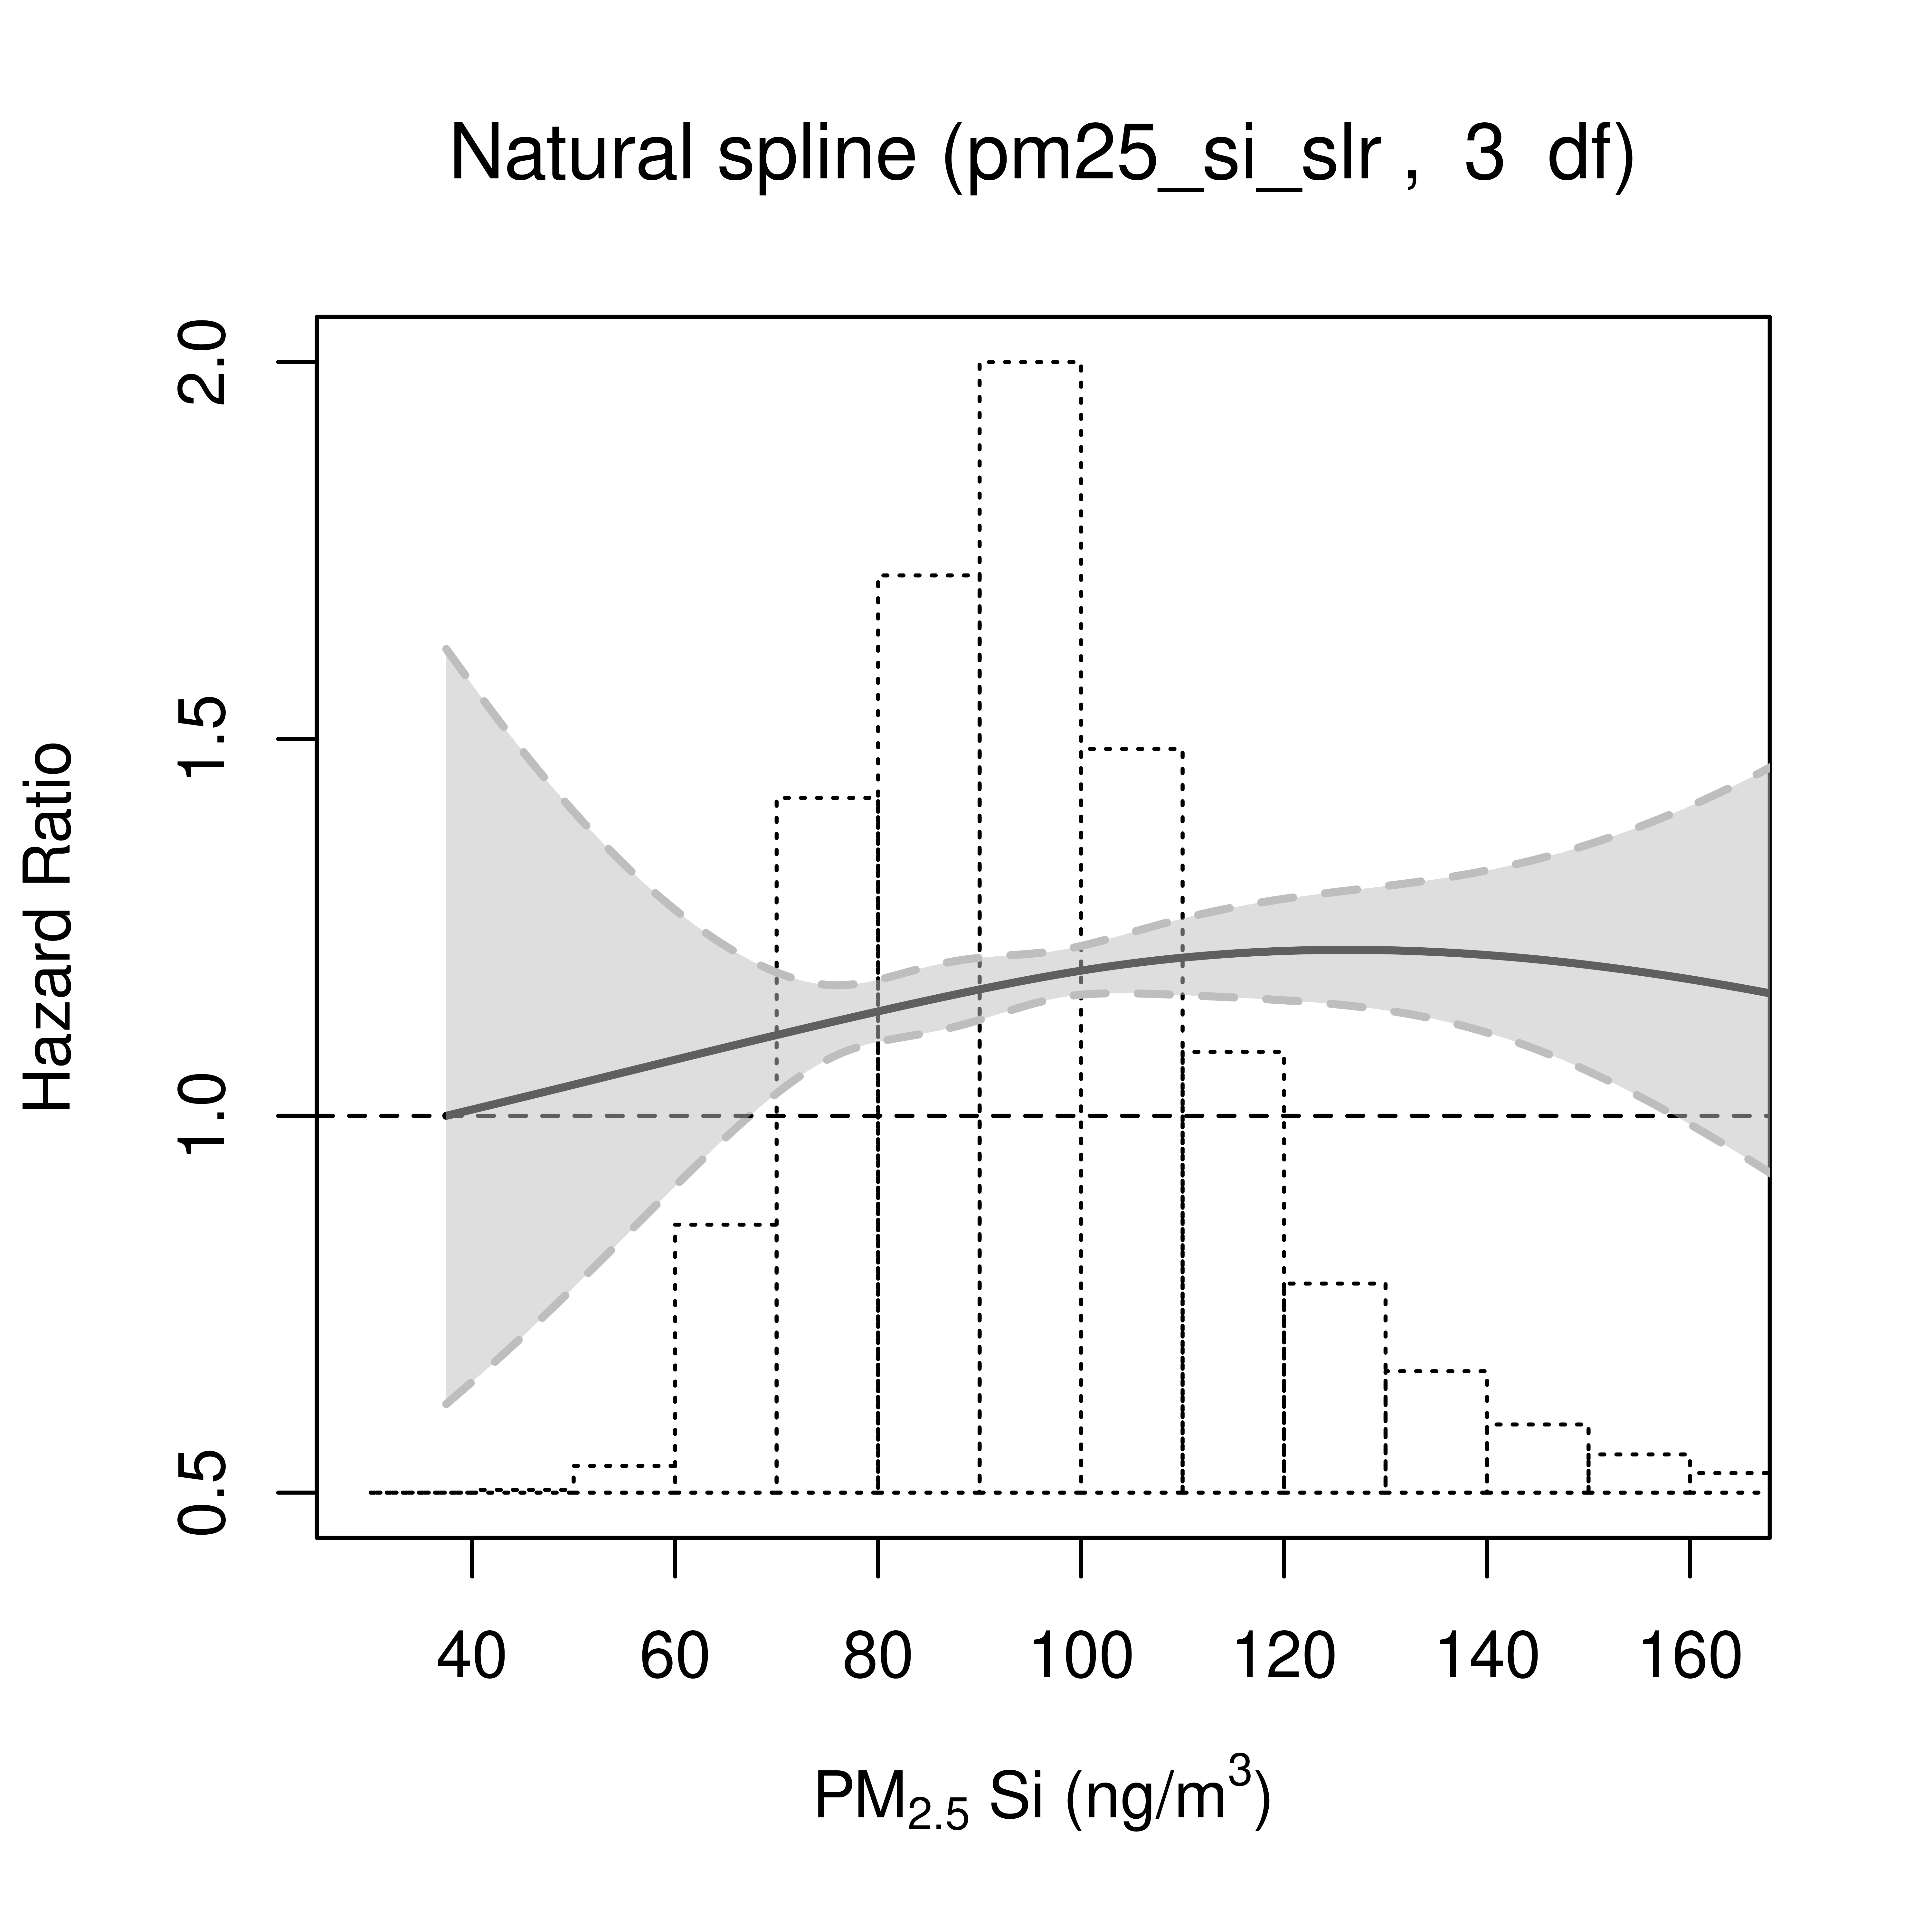 Natural spline (pm25_si_slr , 3 df)
Hazard Ratio
2.0
1.5
1.0
0.5
40 60 80 100 120 140 160
PM2.5 Si (ng/m3)